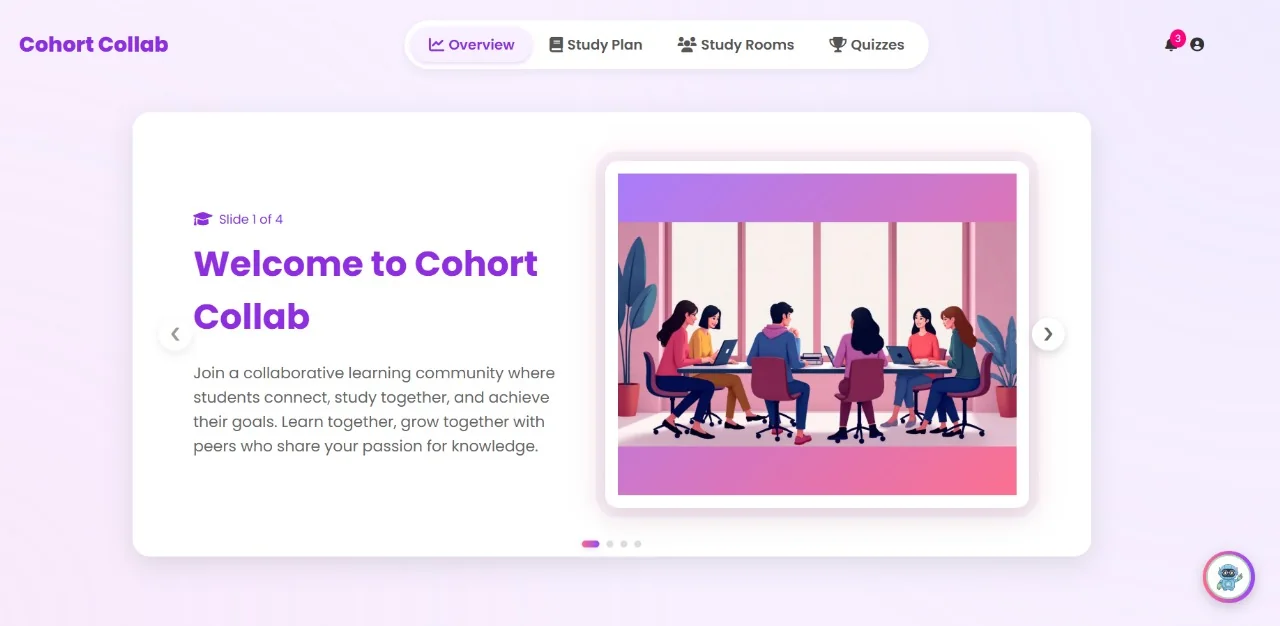 Cohort Collab
Overview
Study Plan
Study Rooms
Quizzes
3
Slide 1 of 4
Welcome to Cohort
Collab
Join a collaborative learning community where
students connect, study together, and achieve
their goals. Learn together, grow together with
peers who share your passion for knowledge.